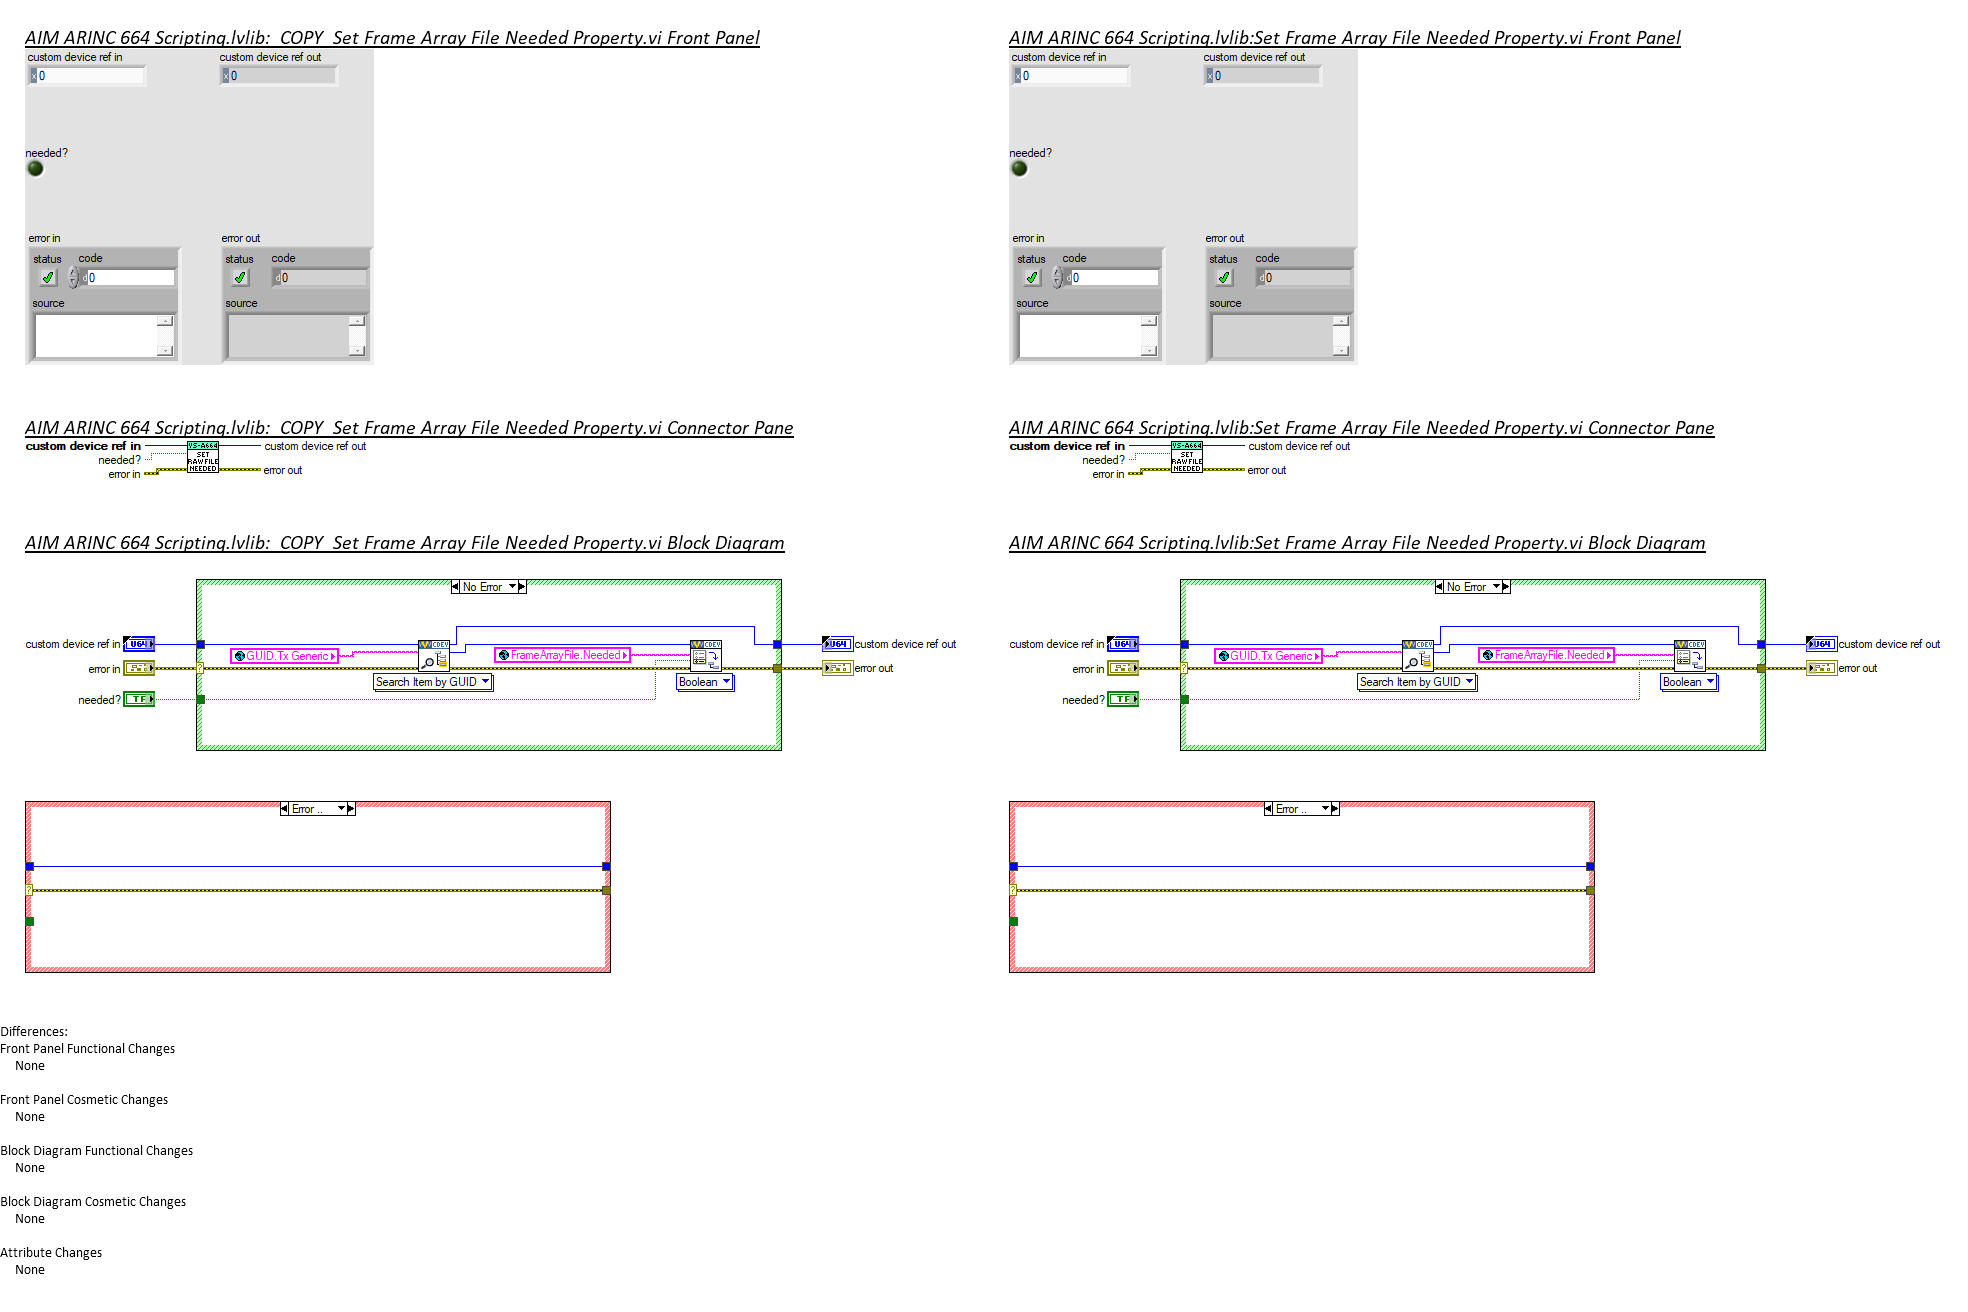 AIM ARINC 664 Scripting.lvlib:_COPY_Set Frame Array File Needed Property.vi Front Panel
custom device ref in
custom device ref out
x 0
x 0
needed?
error in
error out
status
code
status
code
d 0
d 0
source
source
AIM ARINC 664 Scripting.lvlib:_COPY_Set Frame Array File Needed Property.vi Connector Pane
custom device ref in
custom device ref out
needed?
error in
error out
VS-A664
SET
RAWFILE
NEEDED
AIM ARINC 664 Scripting.lvlib:_COPY_Set Frame Array File Needed Property.vi Block Diagram
No Error
custom device ref in
U64
CDEV
CDEV
U64
custom device ref out
GUID.Tx Generic
FrameArrayFile.Needed
error in
error out
Search Item by GUID
Boolean
needed?
TF
Error ..
AIM ARINC 664 Scripting.lvlib:Set Frame Array File Needed Property.vi Front Panel
custom device ref in
custom device ref out
x 0
x 0
needed?
error in
error out
status
code
status
code
d 0
d 0
source
source
AIM ARINC 664 Scripting.lvlib:Set Frame Array File Needed Property.vi Connector Pane
custom device ref in
custom device ref out
needed?
error in
error out
VS-A664
SET
RAWFILE
NEEDED
AIM ARINC 664 Scripting.lvlib:Set Frame Array File Needed Property.vi Block Diagram
No Error
custom device ref in
U64
CDEV
CDEV
U64
custom device ref out
GUID.Tx Generic
FrameArrayFile.Needed
error in
error out
Search Item by GUID
Boolean
needed?
TF
Error ..
Differences:
Front Panel Functional Changes
None
Front Panel Cosmetic Changes
None
Block Diagram Functional Changes
None
Block Diagram Cosmetic Changes
None
Attribute Changes
None